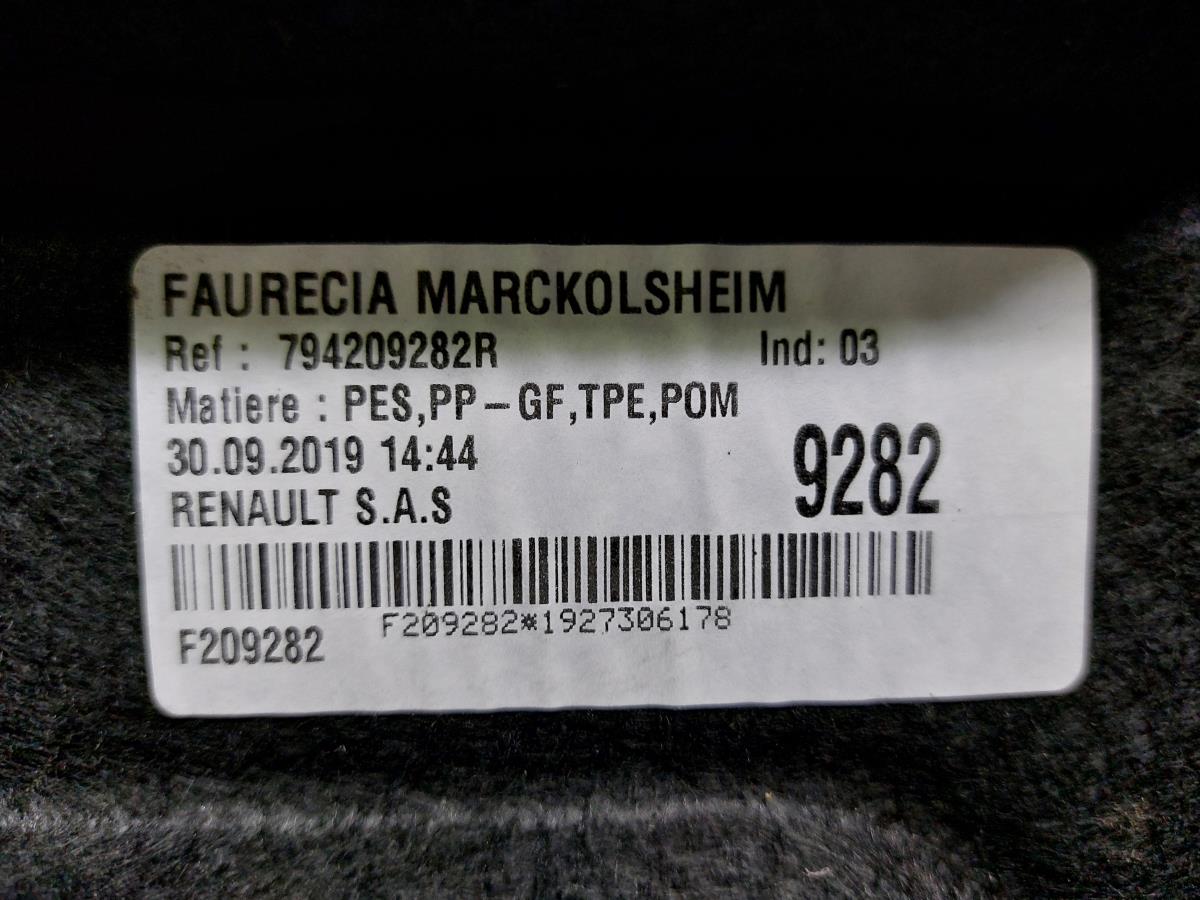 FAURECIA MARCKOLSHEIM
Ref : 794209282R Ind: 03
Matiere : PES,PP-GF,TPE,POM
30.09.2019 14:44
9282
RENAULT S.A.S
F209282*1927306178
F209282